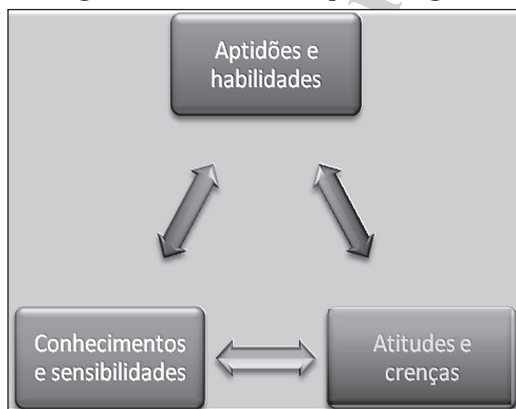 Aptidões e
habilidades
Conhecimentos
e sensibilidades
Atitudes e
crenças